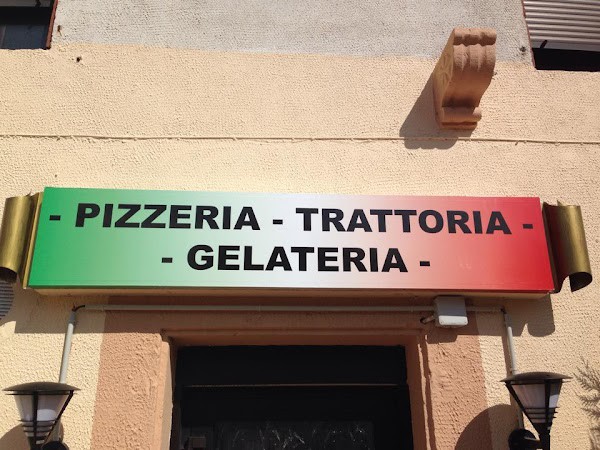 - PIZZERIA - TRATTORIA -
- GELATERIA -